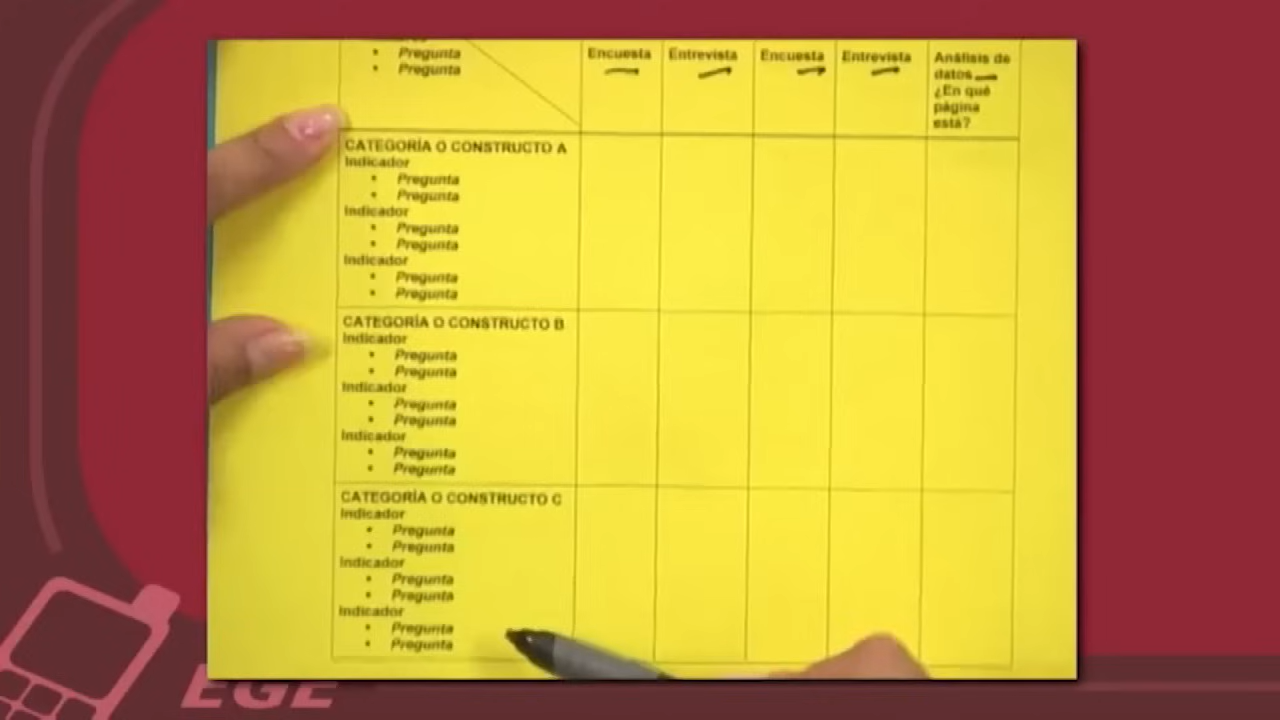 Pregunta
Pregunta
Encuesta
Entrevista
Encuesta
Entrevista
Análisis de
datos
¿En qué
página
está?
CATEGORÍA O CONSTRUCTO A
Indicador
• Pregunta
• Pregunta
Indicador
• Pregunta
• Pregunta
Indicador
• Pregunta
• Pregunta
CATEGORÍA O CONSTRUCTO B
Indicador
• Pregunta
• Pregunta
Indicador
• Pregunta
• Pregunta
Indicador
• Pregunta
• Pregunta
CATEGORÍA O CONSTRUCTO C
Indicador
• Pregunta
• Pregunta
Indicador
• Pregunta
• Pregunta
Indicador
• Pregunta
• Pregunta
EGE